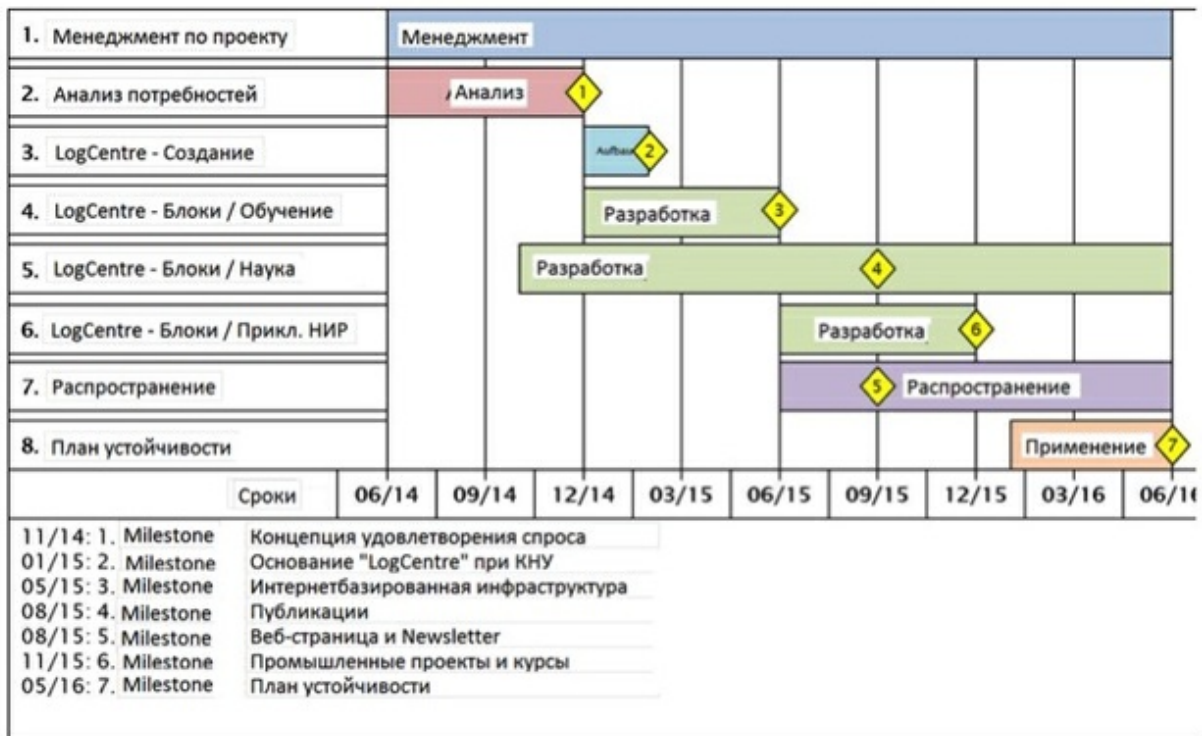 1. Менеджмент по проекту Менеджмент
2. Анализ потребностей Анализ 1
3. LogCentre - Создание Aufbau 2
4. LogCentre - Блоки / Обучение Разработка 3
5. LogCentre - Блоки / Наука Разработка 4
6. LogCentre - Блоки / Прикл. НИР Разработка 6
7. Распространение 5 Распространение
8. План устойчивости Применение 7
Сроки 06/14 09/14 12/14 03/15 06/15 09/15 12/15 03/16 06/16
11/14: 1. Milestone Концепция удовлетворения спроса
01/15: 2. Milestone Основание "LogCentre" при КНУ
05/15: 3. Milestone Интернетбазированная инфраструктура
08/15: 4. Milestone Публикации
08/15: 5. Milestone Веб-страница и Newsletter
11/15: 6. Milestone Промышленные проекты и курсы
05/16: 7. Milestone План устойчивости